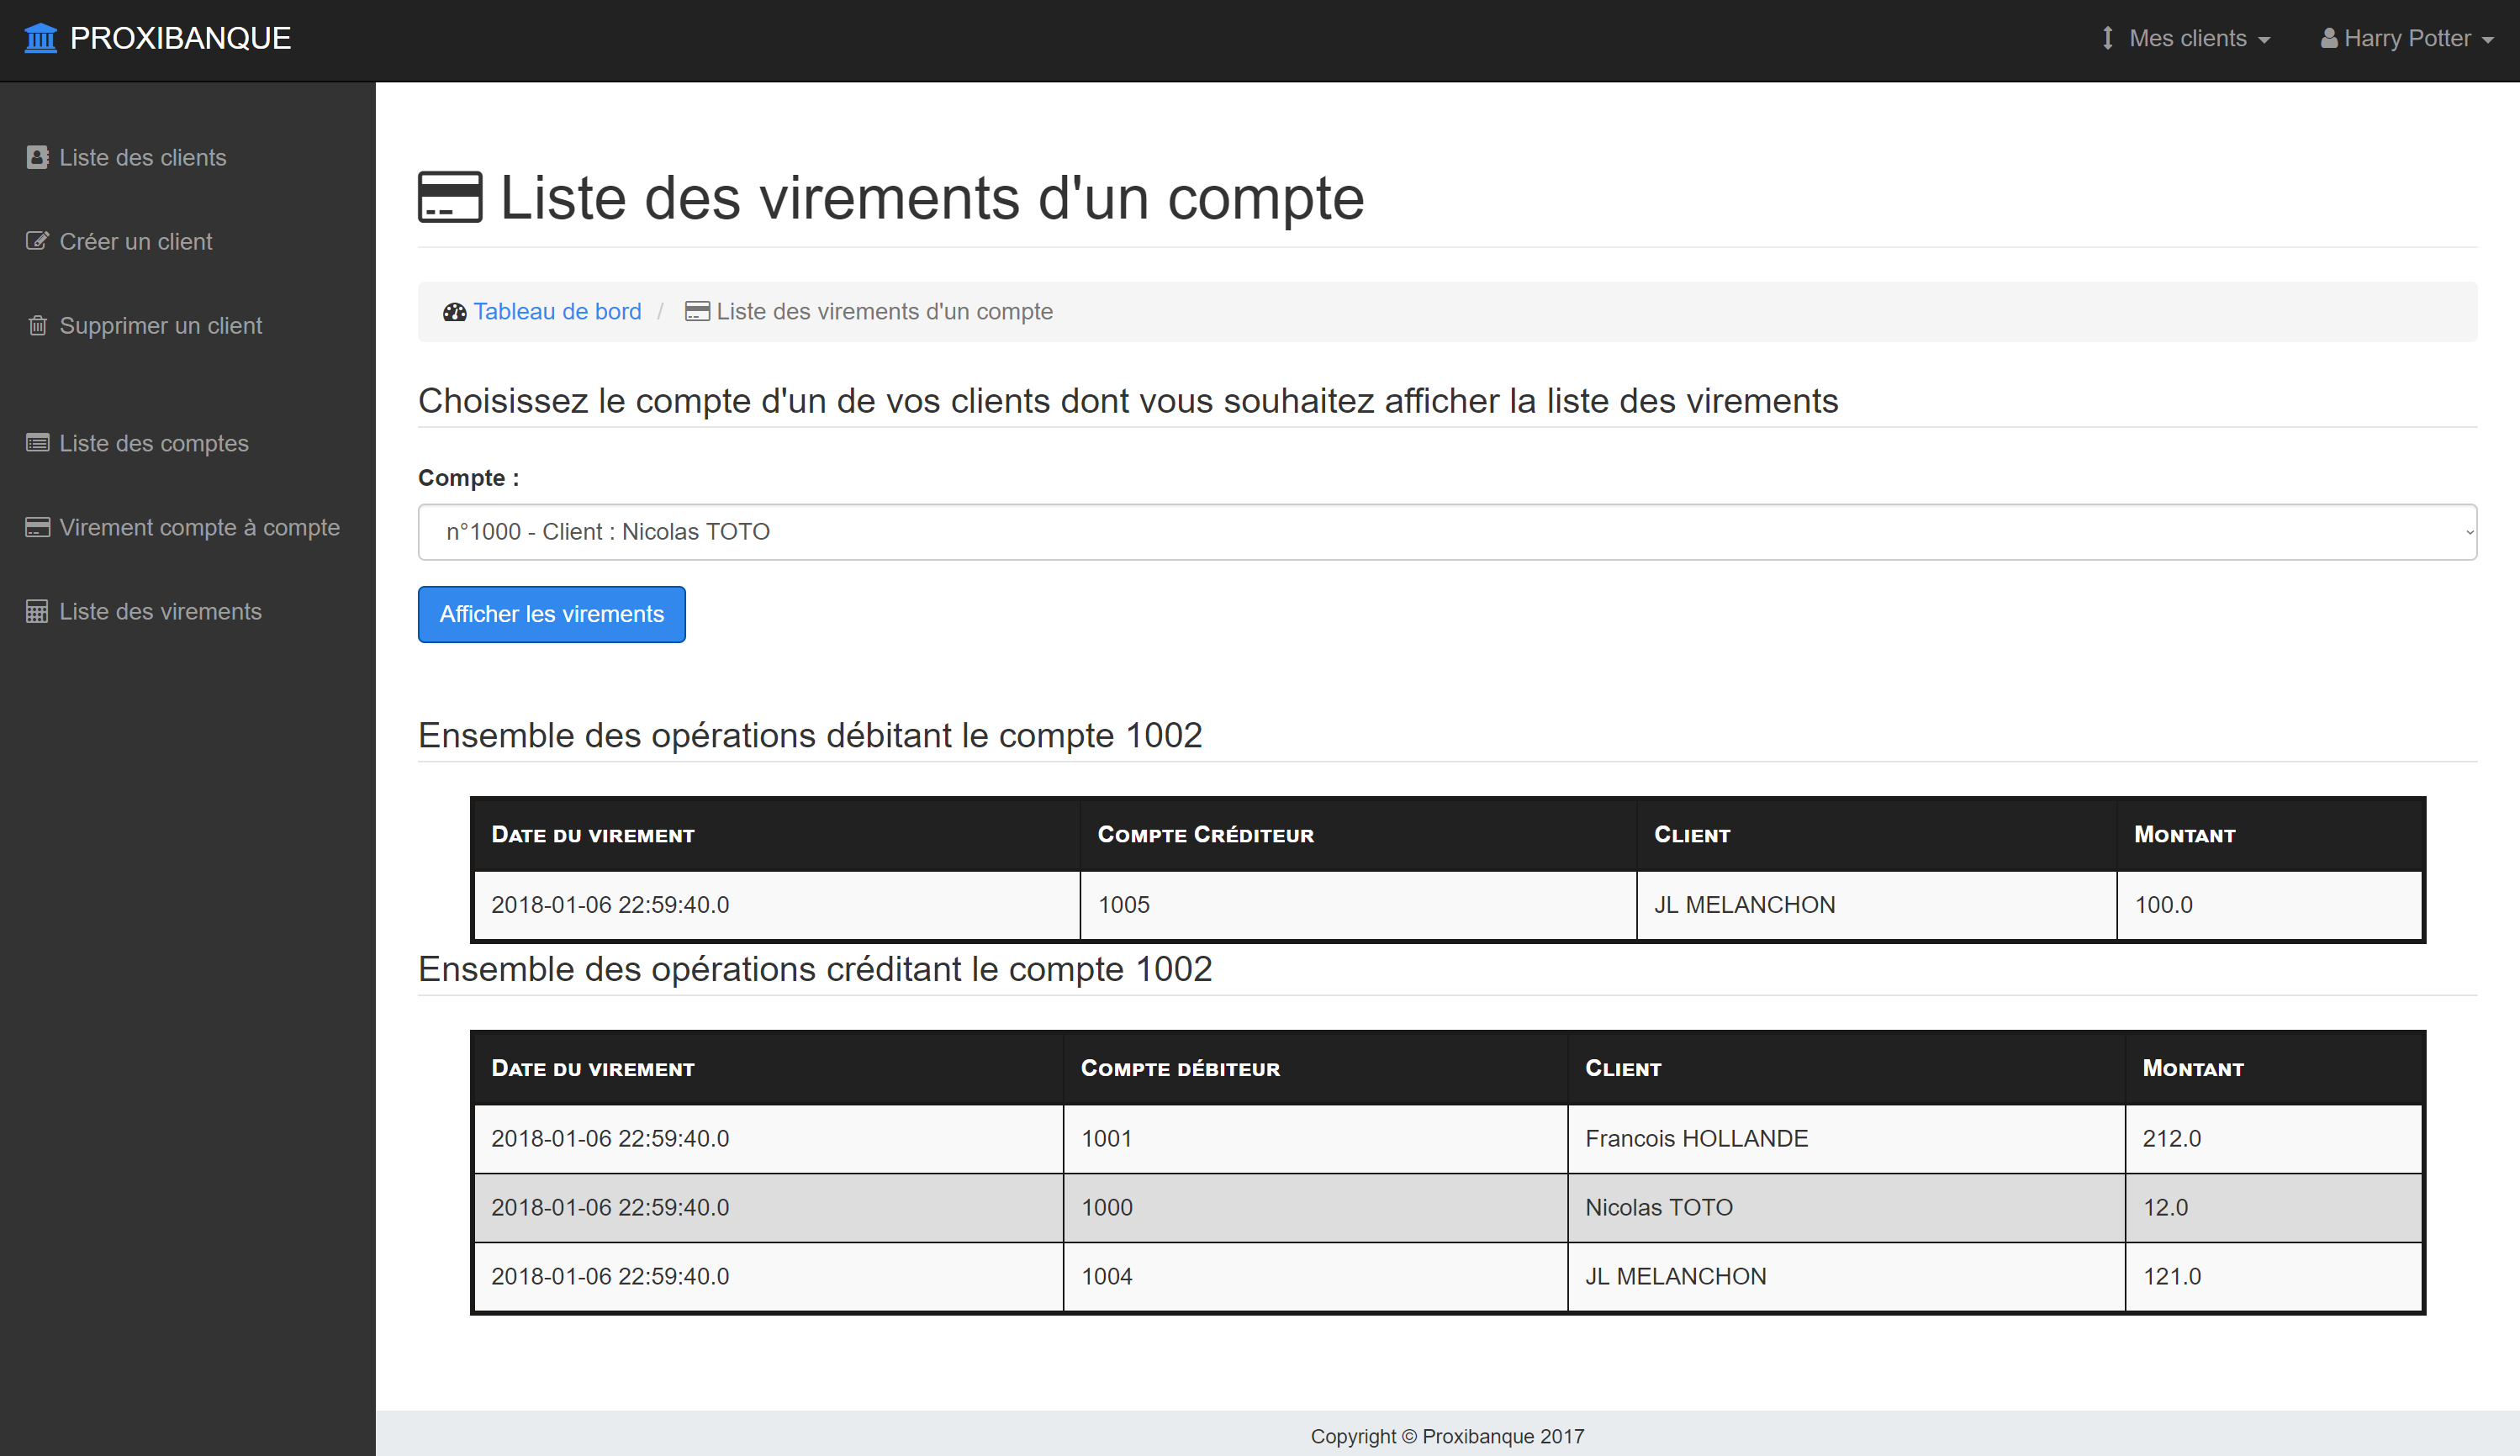 PROXIBANQUE
Mes clients
Harry Potter
Liste des clients
Créer un client
Supprimer un client
Liste des comptes
Virement compte à compte
Liste des virements
Liste des virements d'un compte
Tableau de bord / Liste des virements d'un compte
Choisissez le compte d'un de vos clients dont vous souhaitez afficher la liste des virements
Compte :
n°1000 - Client : Nicolas TOTO
Afficher les virements
Ensemble des opérations débitant le compte 1002
Date du virement Compte Créditeur Client Montant
2018-01-06 22:59:40.0 1005 JL MELANCHON 100.0
Ensemble des opérations créditant le compte 1002
Date du virement Compte débiteur Client Montant
2018-01-06 22:59:40.0 1001 Francois HOLLANDE 212.0
2018-01-06 22:59:40.0 1000 Nicolas TOTO 12.0
2018-01-06 22:59:40.0 1004 JL MELANCHON 121.0
Copyright © Proxibanque 2017